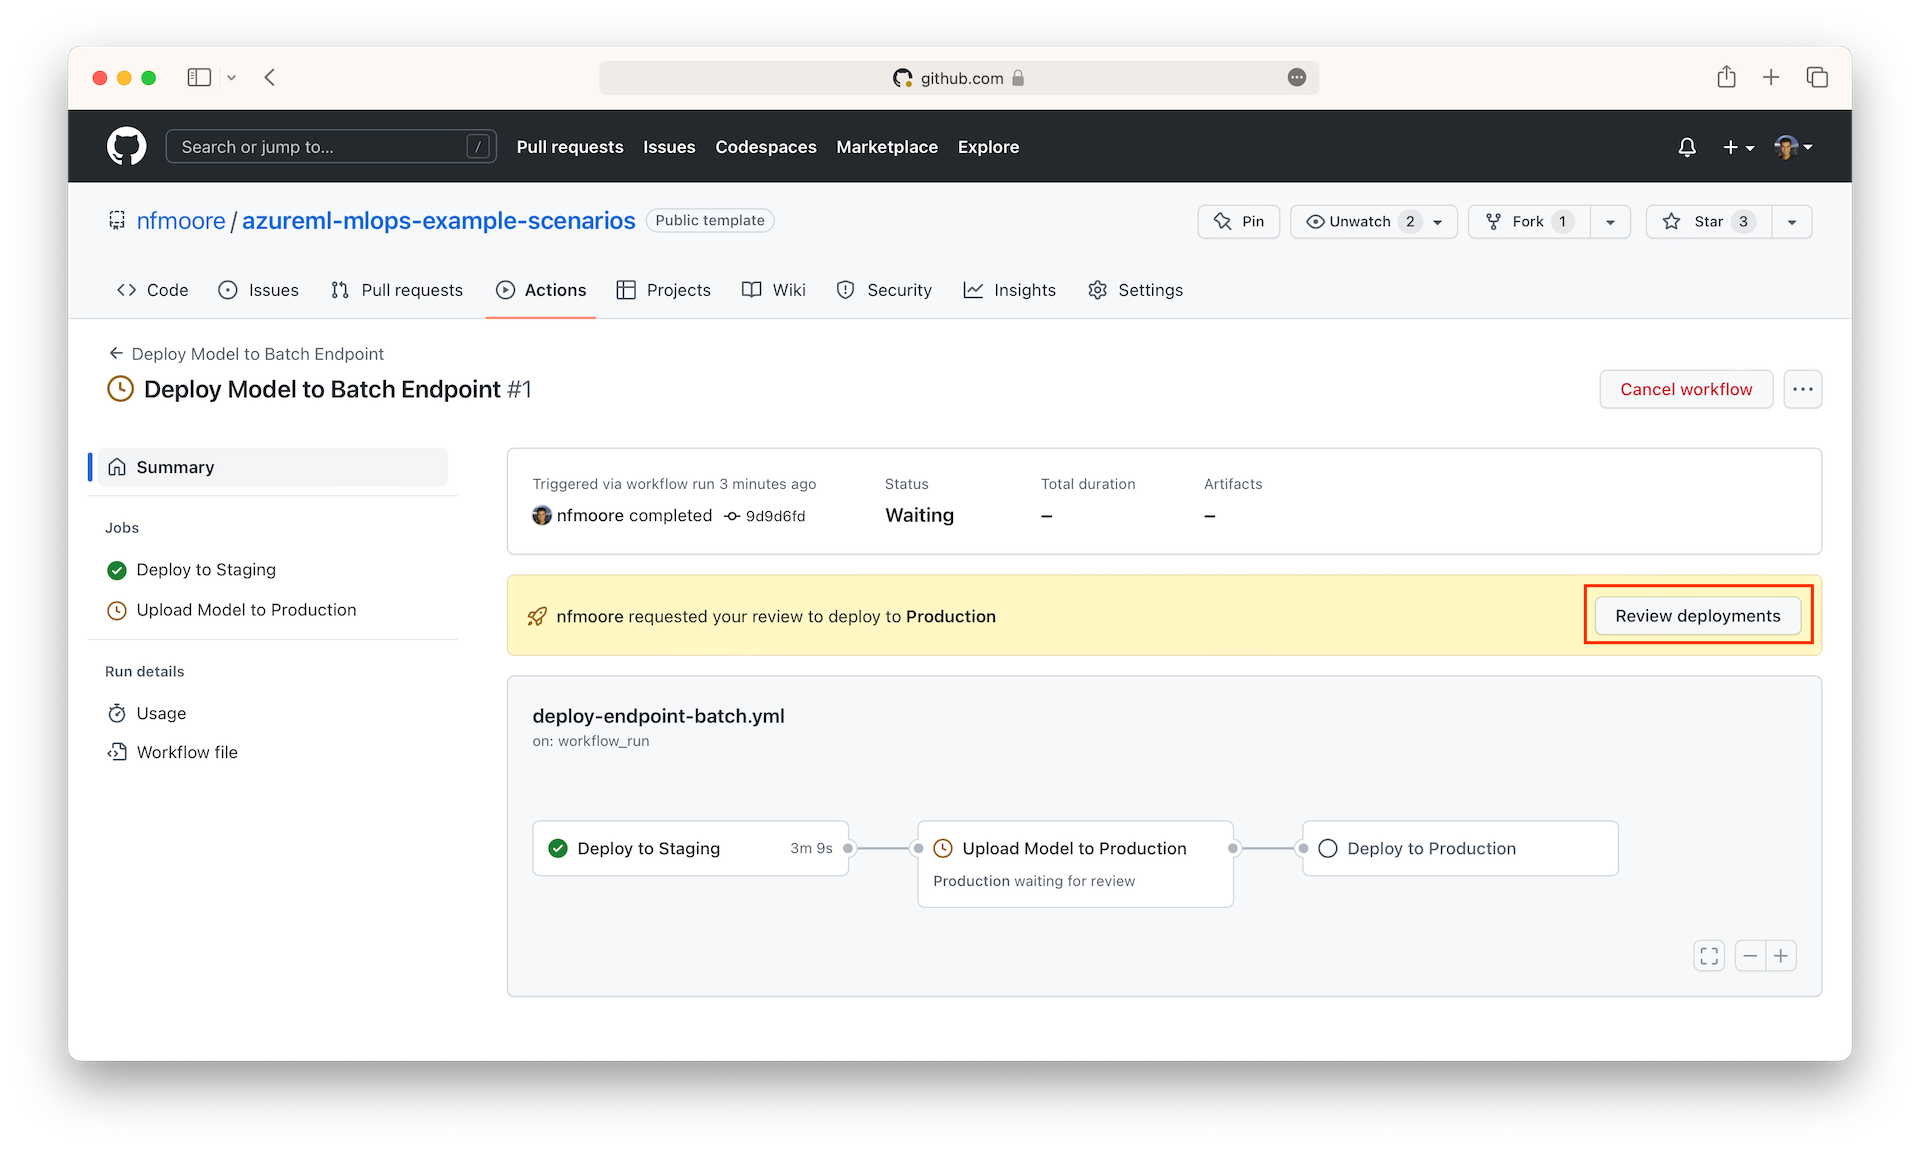 github.com
Search or jump to... /
Pull requests Issues Codespaces Marketplace Explore
nfmoore / azureml-mlops-example-scenarios Public template
Pin Unwatch 2 Fork 1 Star 3
Code Issues Pull requests Actions Projects Wiki Security Insights Settings
Deploy Model to Batch Endpoint
Deploy Model to Batch Endpoint #1
Cancel workflow
Summary
Jobs
Deploy to Staging
Upload Model to Production
Run details
Usage
Workflow file
Triggered via workflow run 3 minutes ago Status Total duration Artifacts
nfmoore completed 9d9d6fd Waiting – –
nfmoore requested your review to deploy to Production Review deployments
deploy-endpoint-batch.yml
on: workflow_run
Deploy to Staging 3m 9s Upload Model to Production Deploy to Production
Production waiting for review